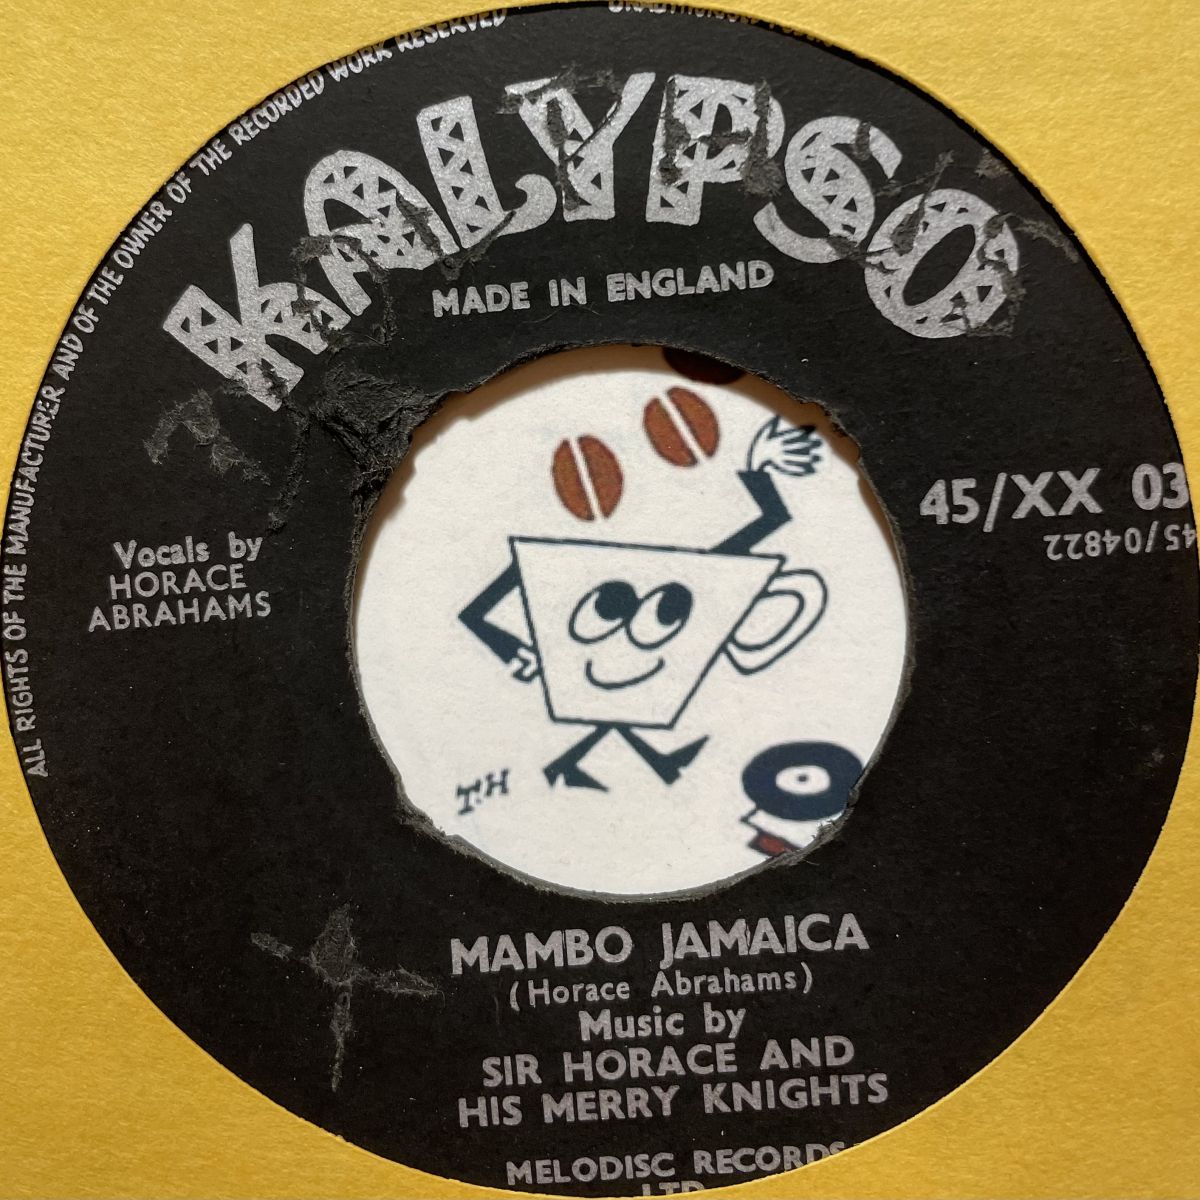 ALL RIGHTS OF THE MANUFACTURER AND OF THE OWNER OF THE RECORDED WORK RESERVED
KALYPSO
MADE IN ENGLAND
45/XX 03
45/04822
Vocals by
HORACE
ABRAHAMS
T.H
MAMBO JAMAICA
(Horace Abrahams)
Music by
SIR HORACE AND
HIS MERRY KNIGHTS
MELODISC RECORDS
LTD